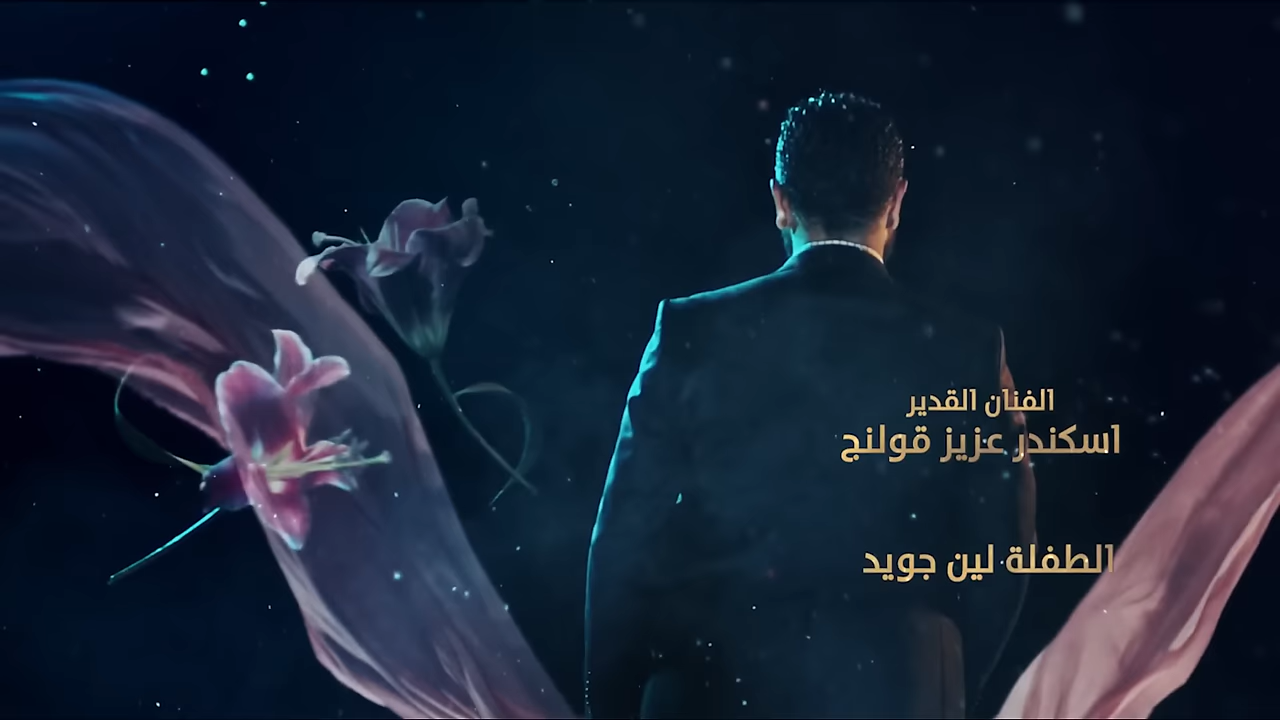 الفنان القدير
اسكندر عزيز قولنج
الطفلة لين جويد